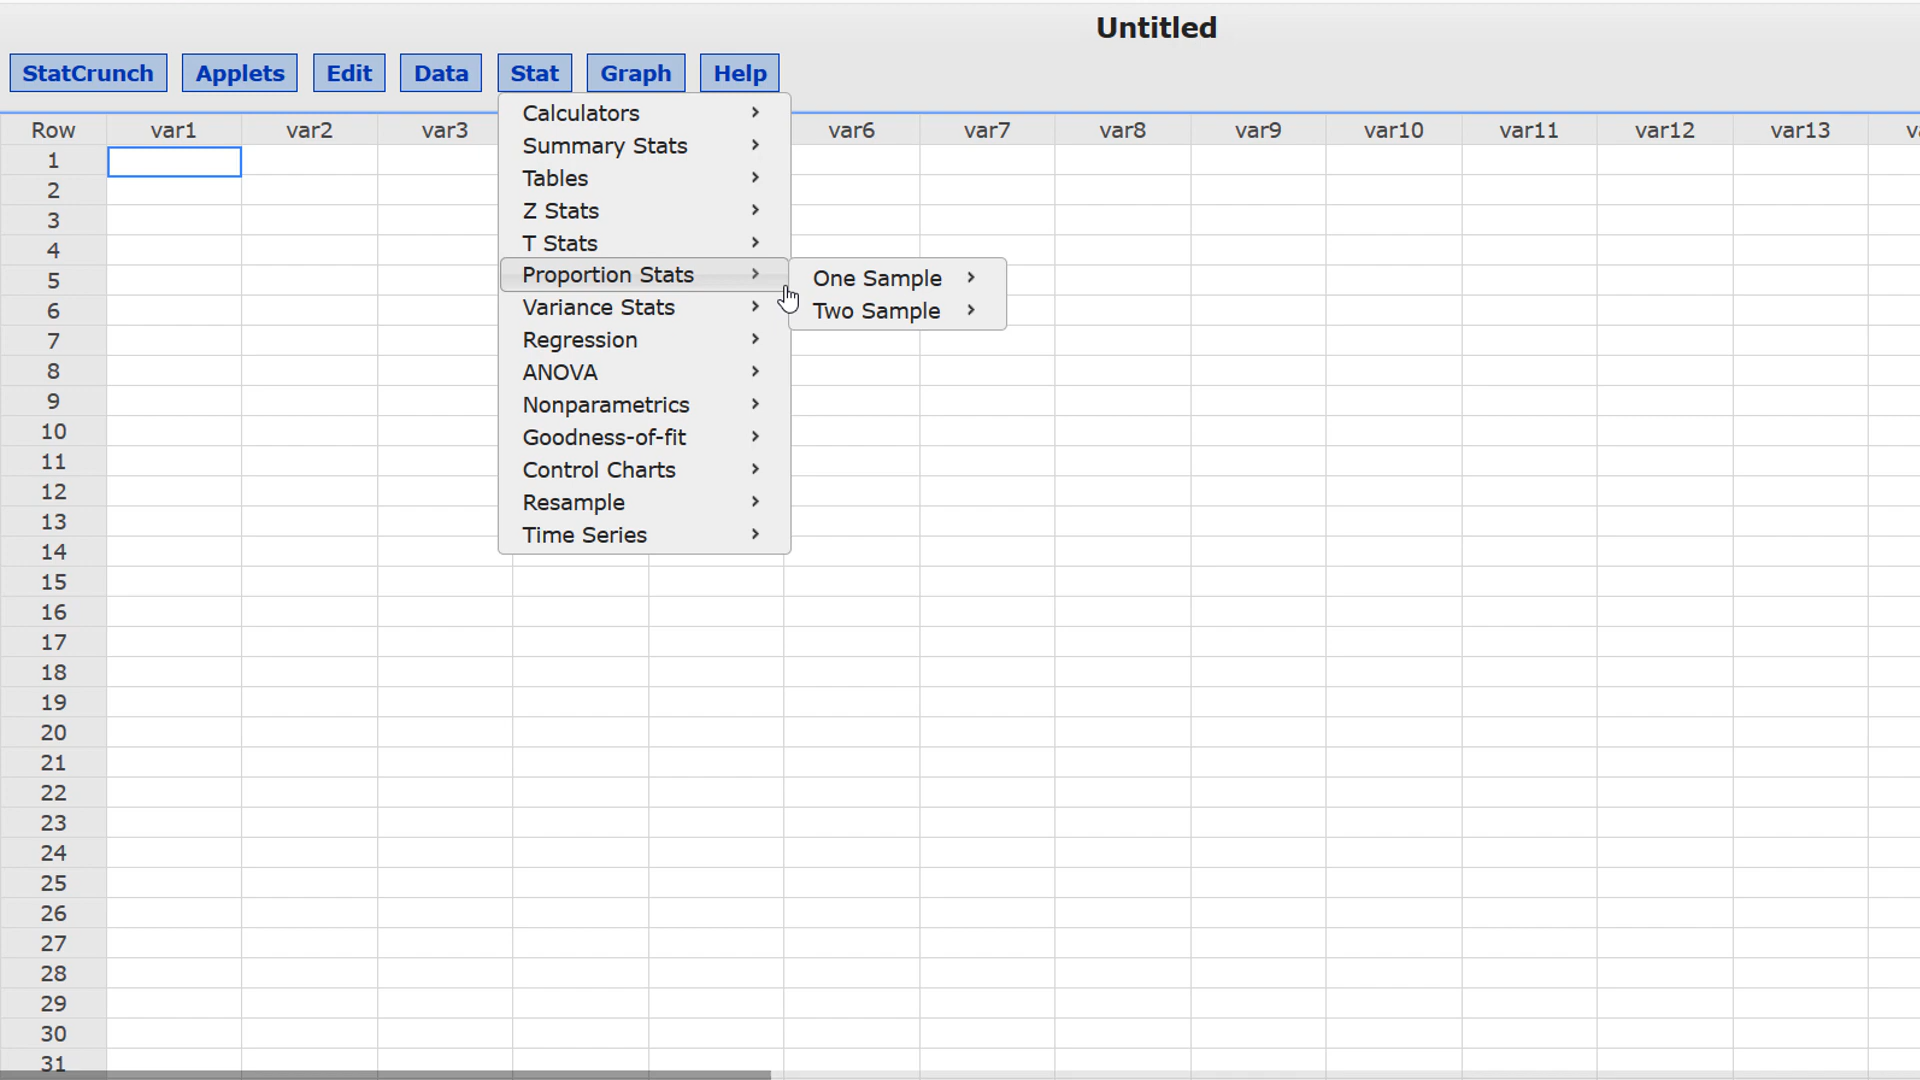 Untitled
StatCrunch Applets Edit Data Stat Graph Help
Row var1 var2 var3 var6 var7 var8 var9 var10 var11 var12 var13
Calculators
Summary Stats
Tables
Z Stats
T Stats
Proportion Stats
Variance Stats
Regression
ANOVA
Nonparametrics
Goodness-of-fit
Control Charts
Resample
Time Series
One Sample
Two Sample
1
2
3
4
5
6
7
8
9
10
11
12
13
14
15
16
17
18
19
20
21
22
23
24
25
26
27
28
29
30
31